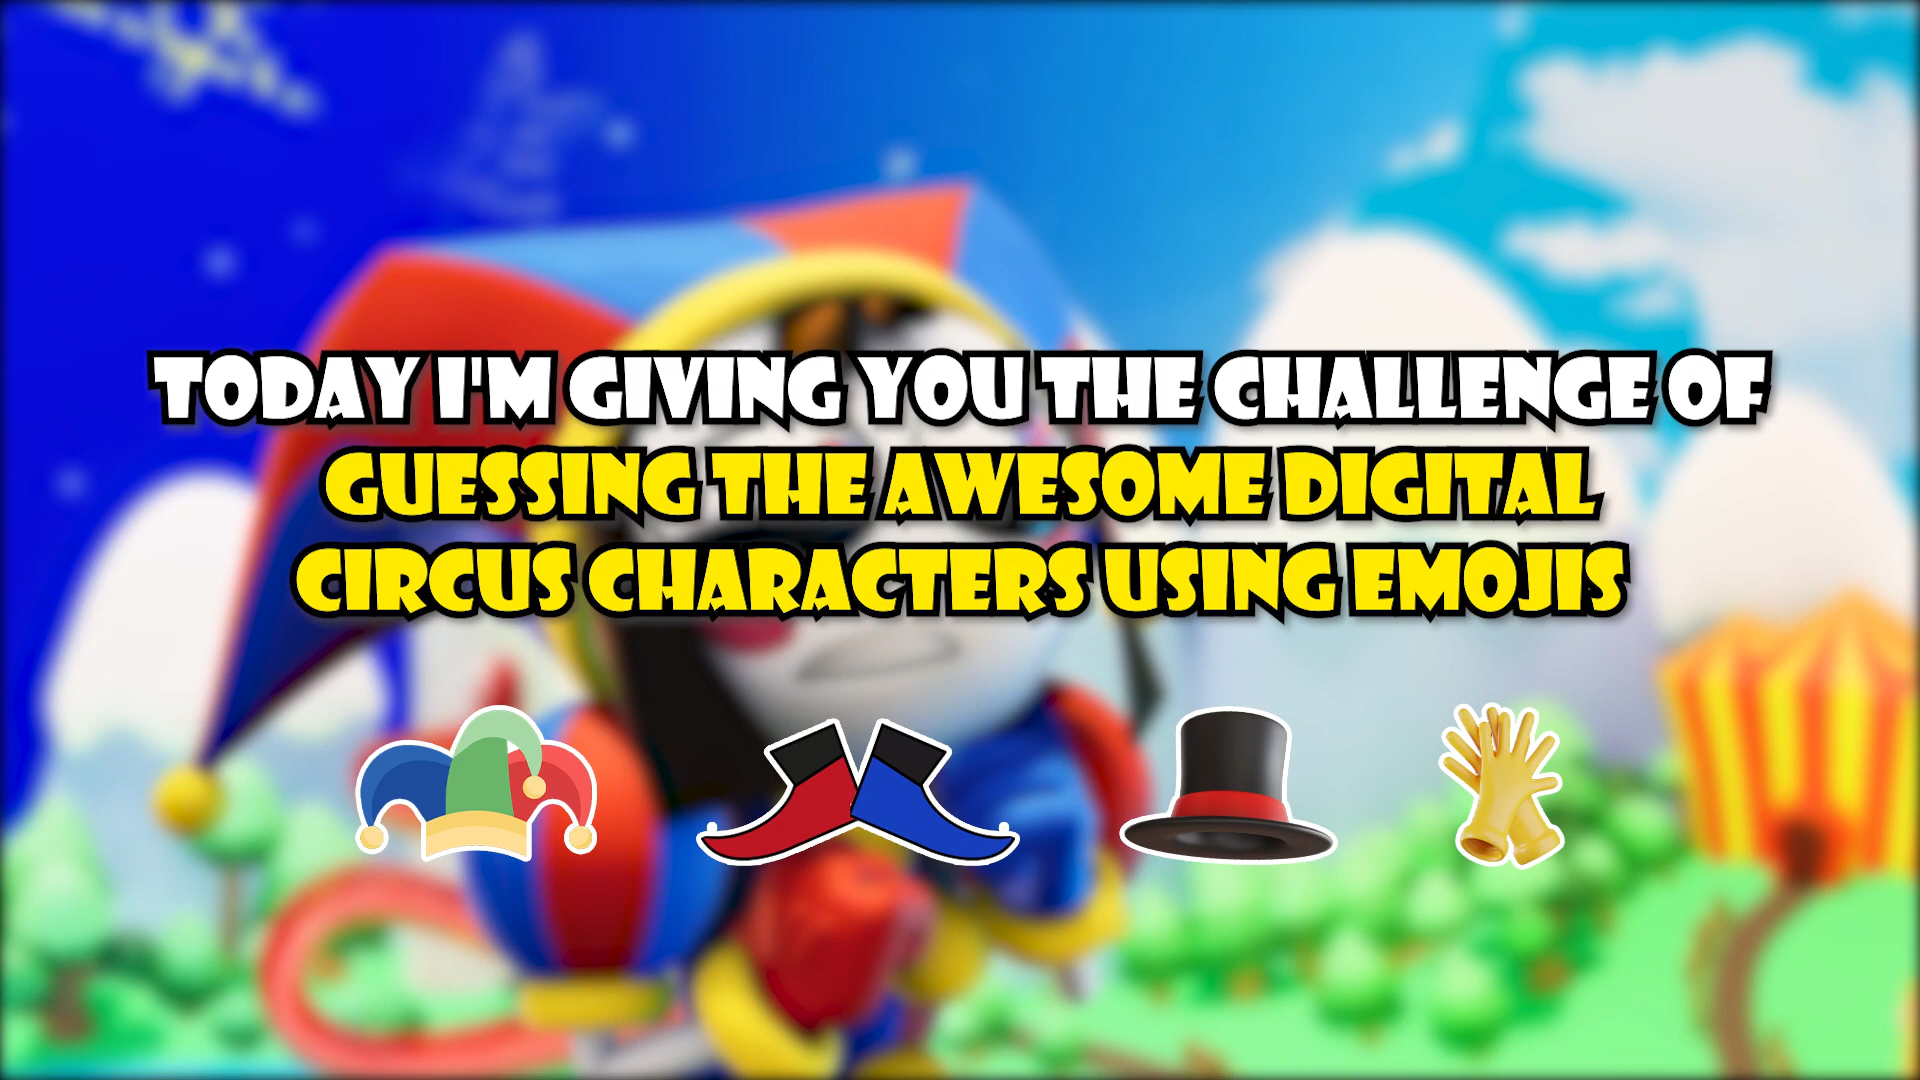 TODAY I'M GIVING YOU THE CHALLENGE OF
GUESSING THE AWESOME DIGITAL
CIRCUS CHARACTERS USING EMOJIS